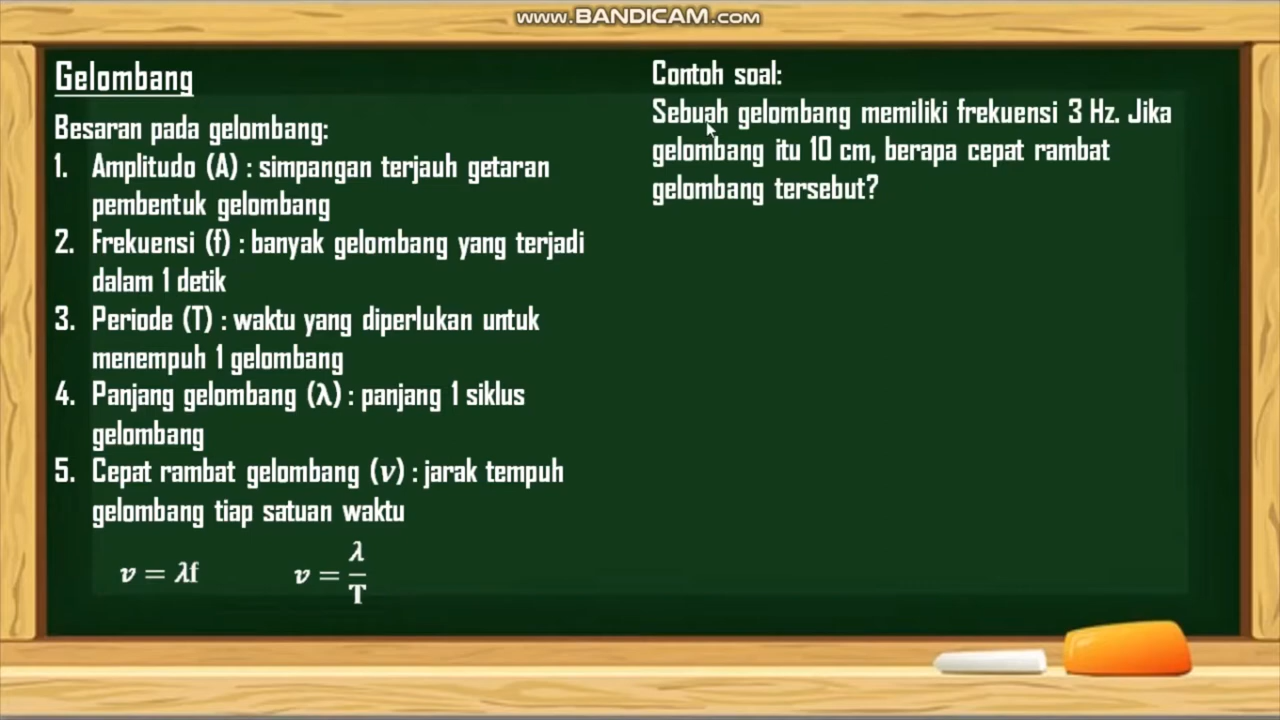 www.BANDICAM.com
Gelombang
Besaran pada gelombang:
1. Amplitudo (A) : simpangan terjauh getaran
pembentuk gelombang
2. Frekuensi (f) : banyak gelombang yang terjadi
dalam 1 detik
3. Periode (T) : waktu yang diperlukan untuk
menempuh 1 gelombang
4. Panjang gelombang (λ) : panjang 1 siklus
gelombang
5. Cepat rambat gelombang (v) : jarak tempuh
gelombang tiap satuan waktu
v = λf
v = λ/T
Contoh soal:
Sebuah gelombang memiliki frekuensi 3 Hz. Jika
gelombang itu 10 cm, berapa cepat rambat
gelombang tersebut?